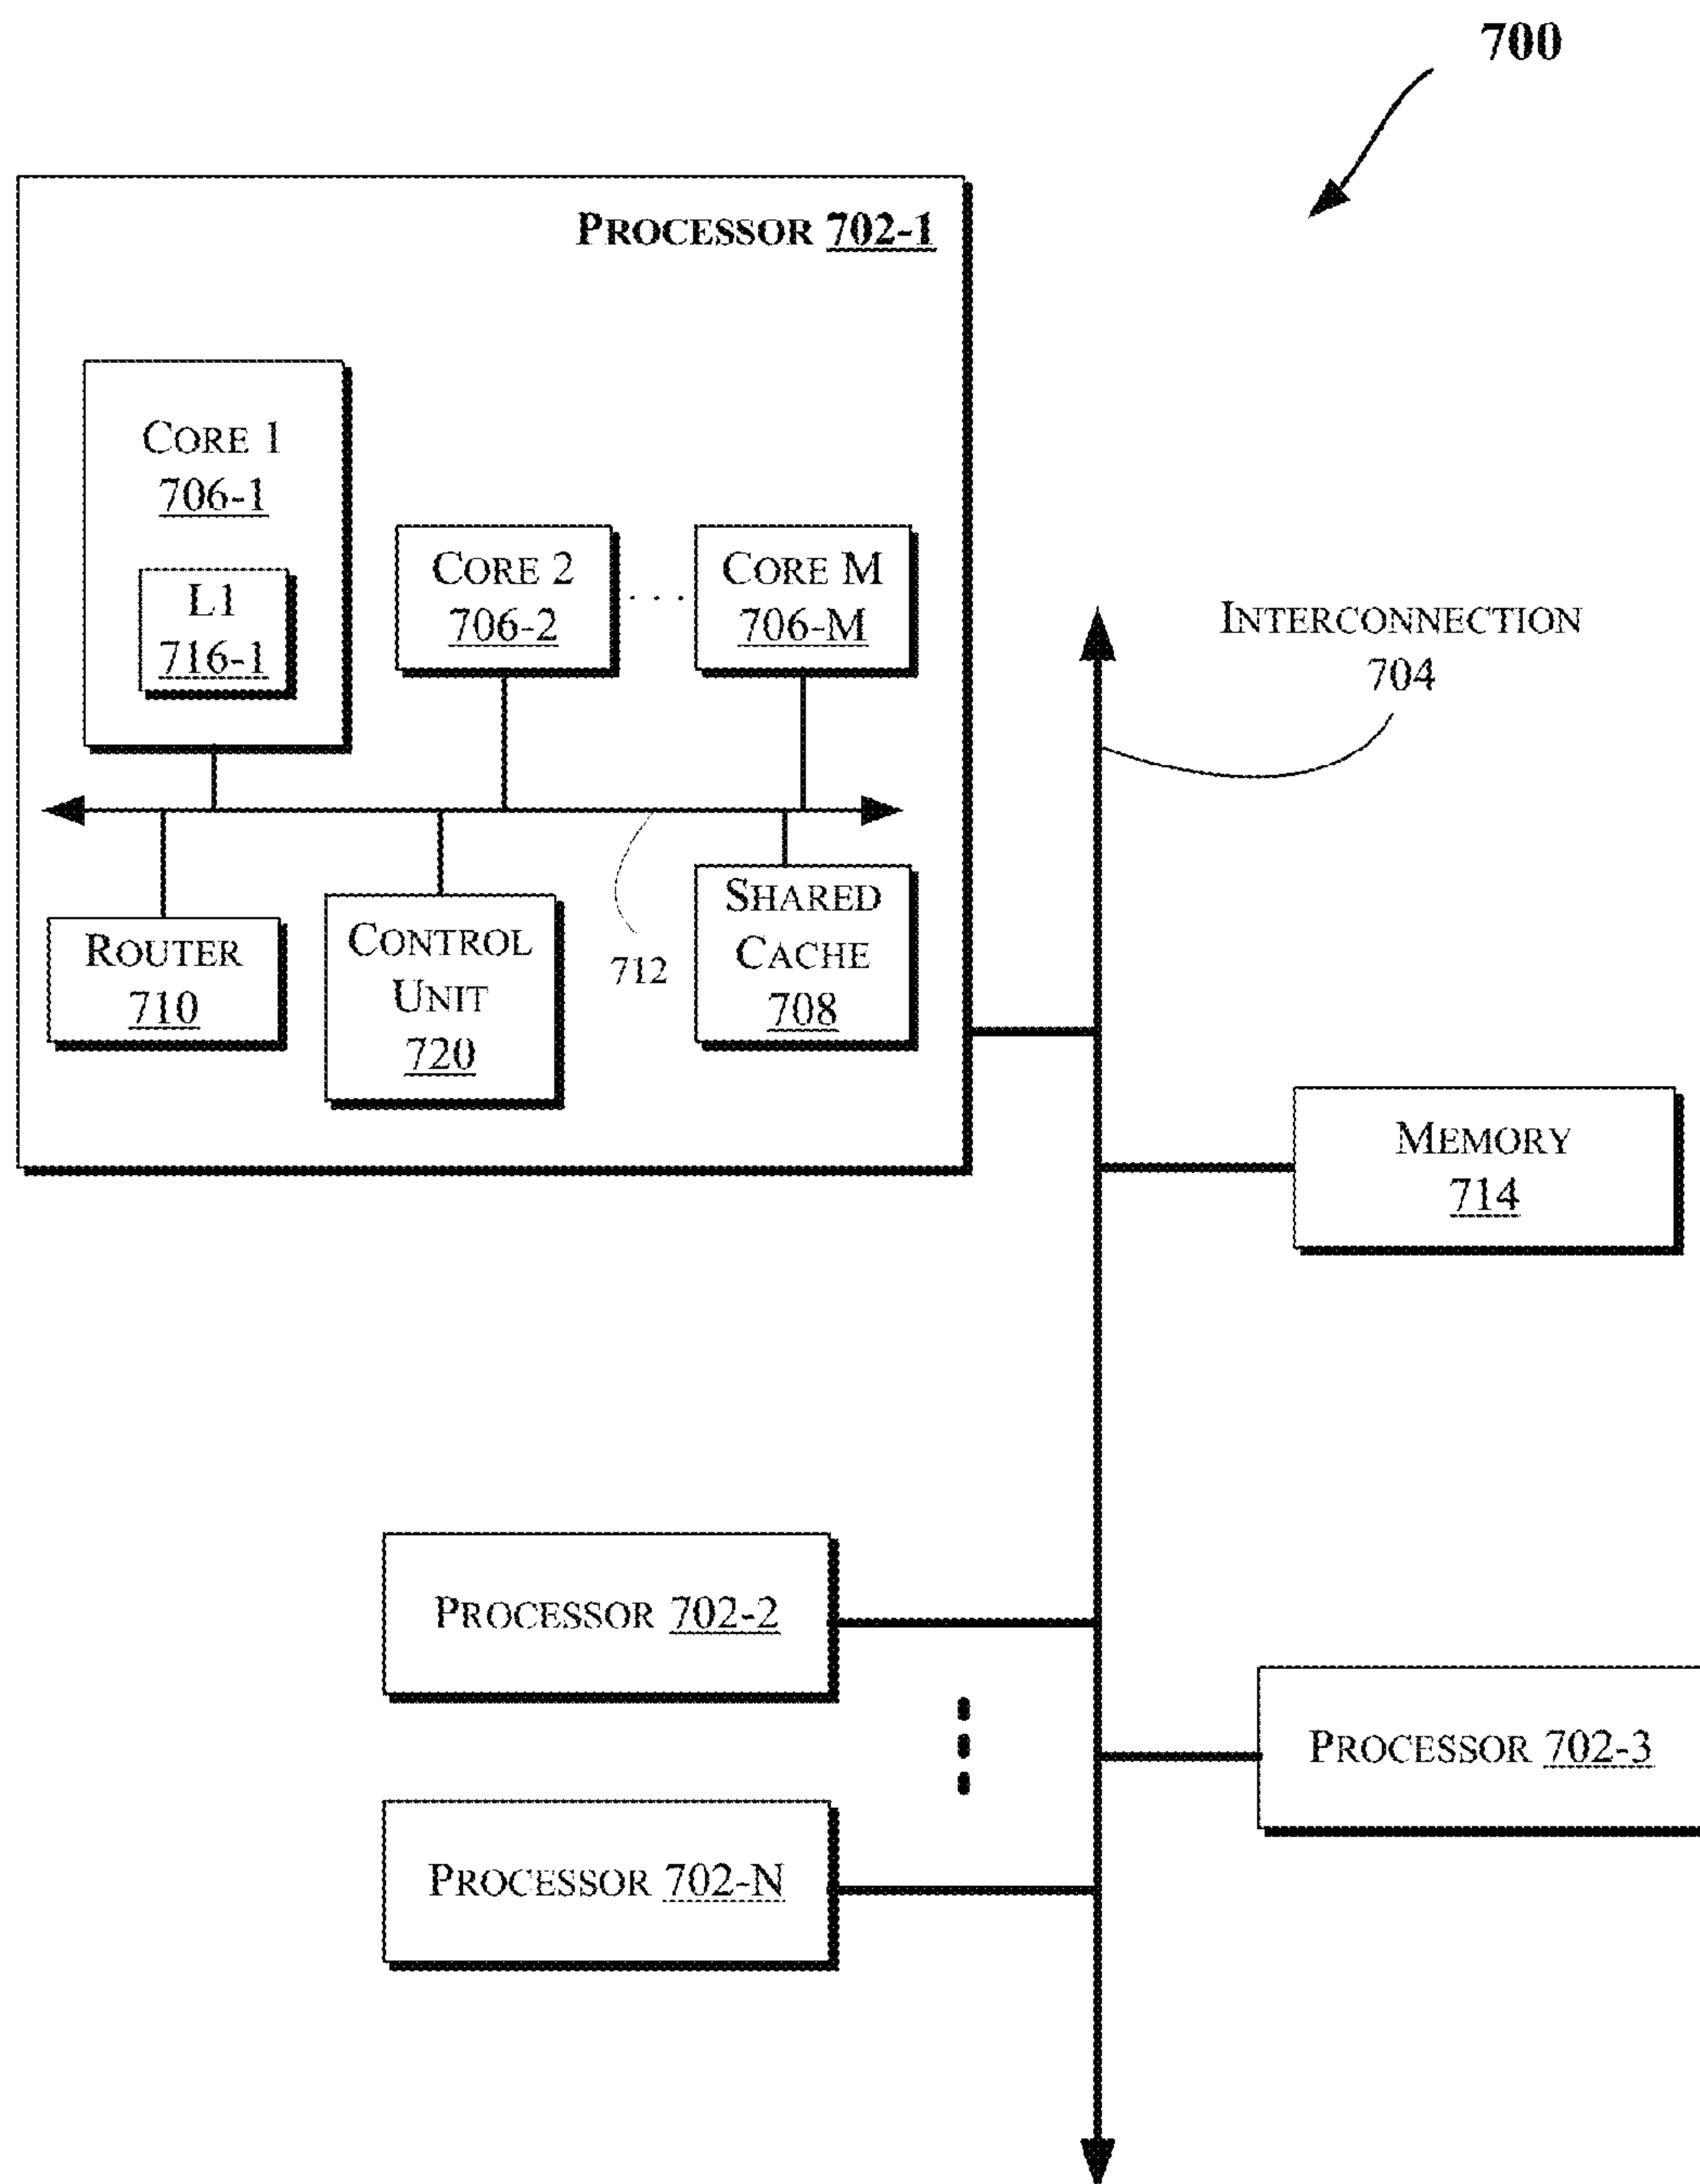 700
PROCESSOR 702-1
CORE 1
706-1
L1
716-1
CORE 2
706-2
. . .
CORE M
706-M
INTERCONNECTION
704
ROUTER
710
CONTROL
UNIT
720
712
SHARED
CACHE
708
MEMORY
714
PROCESSOR 702-2
PROCESSOR 702-3
PROCESSOR 702-N